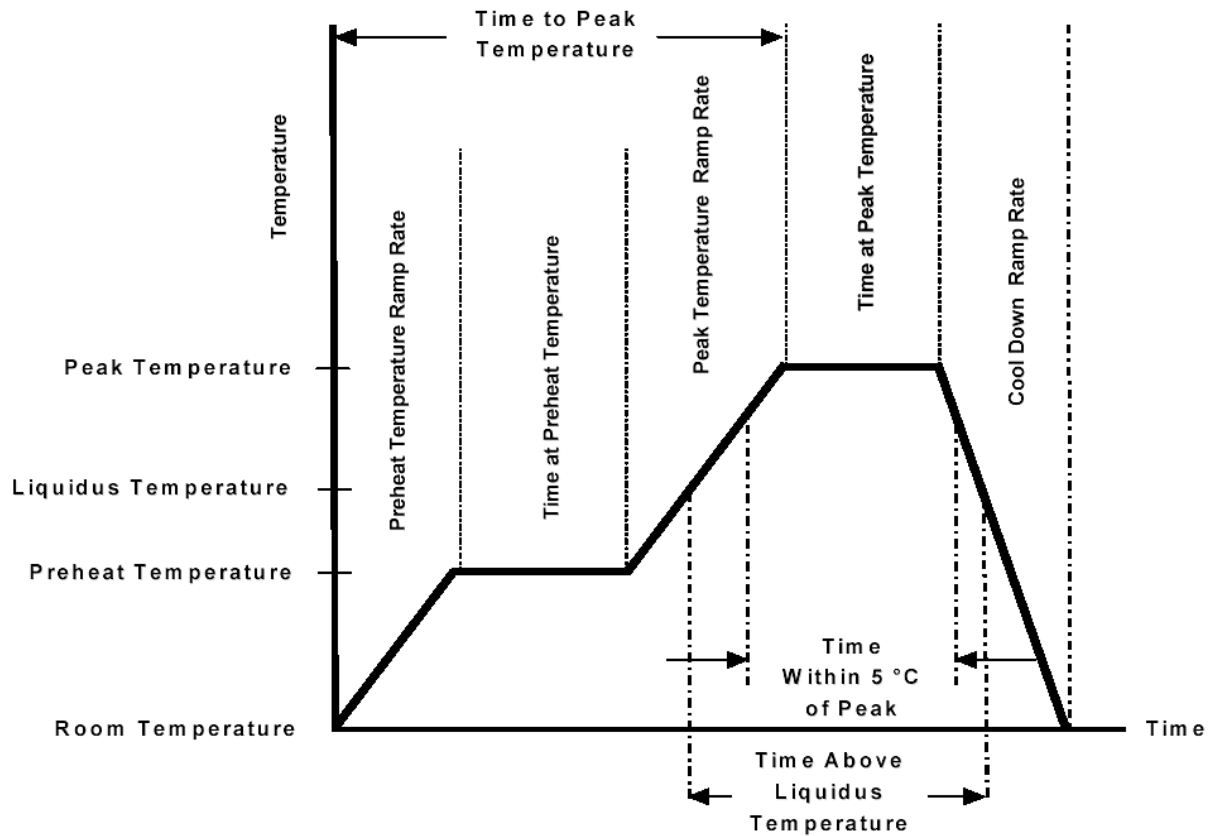 Time to Peak
Temperature
Temperature
Preheat Temperature Ramp Rate
Time at Preheat Temperature
Peak Temperature Ramp Rate
Time at Peak Temperature
Cool Down Ramp Rate
Peak Temperature
Liquidus Temperature
Preheat Temperature
Room Temperature
Time
Within 5 °C
of Peak
Time
Time Above
Liquidus
Temperature